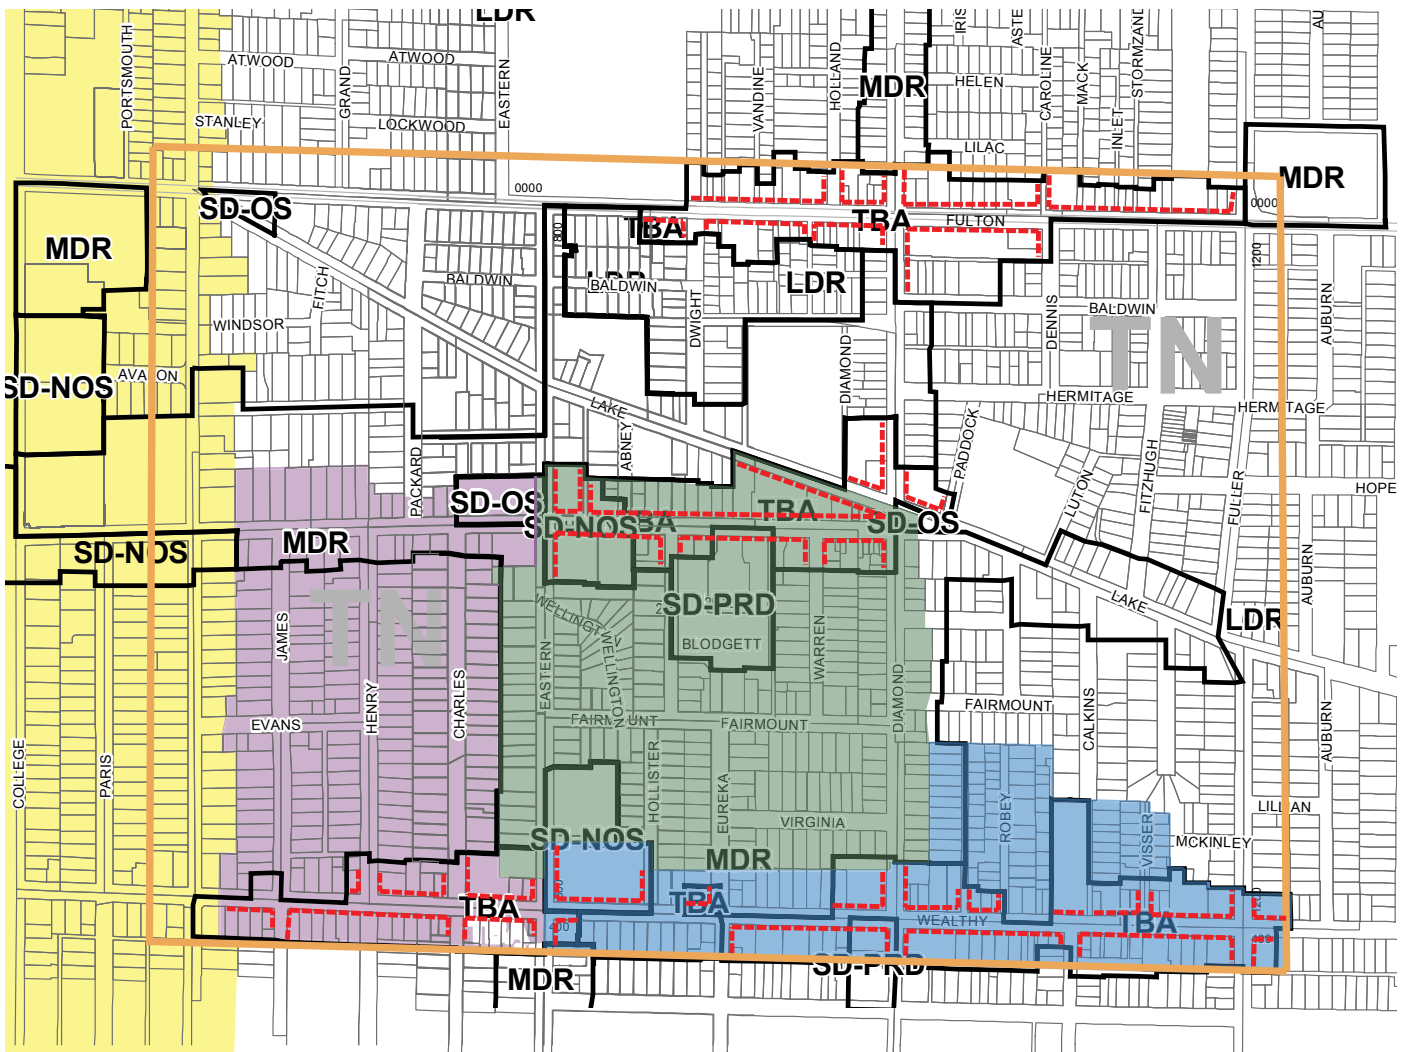 LDR
PORTSMOUTH
ATWOOD
GRAND
ATWOOD
EASTERN
VANDINE
HOLLAND
MDR
IRIS
ASTE
HELEN
CAROLINE
MACK
STORMZAND
AU
STANLEY
LOCKWOOD
INLET
LILAC
MDR
0000
0000
SD-OS
TBA
TBA
FULTON
MDR
800
1200
FITCH
BALDWIN
LDR
BALDWIN
LDR
DENNIS
BALDWIN
AUBURN
WINDSOR
DWIGHT
TN
SD-NOS
AVALON
DIAMOND
HERMITAGE
HERMITAGE
LAKE
ABNEY
PACKARD
PADDOCK
LUTON
FITZHUGH
FULLER
HOPE
SD-OS
SD-NOS
TBA
TBA
SD-OS
SD-NOS
MDR
AUBURN
TN
WELLINGT
SD-PRD
LAKE
LDR
JAMES
BLODGETT
WARREN
EASTERN
WELLINGTON
HENRY
CHARLES
DIAMOND
FAIRMOUNT
CALKINS
EVANS
FAIRMOUNT
FAIRMOUNT
AUBURN
COLLEGE
PARIS
HOLLISTER
EUREKA
ROBEY
LILLIAN
VIRGINIA
VISSER
MCKINLEY
SD-NOS
MDR
TBA
TBA
WEALTHY
TBA
400
MDR
SD-PRD